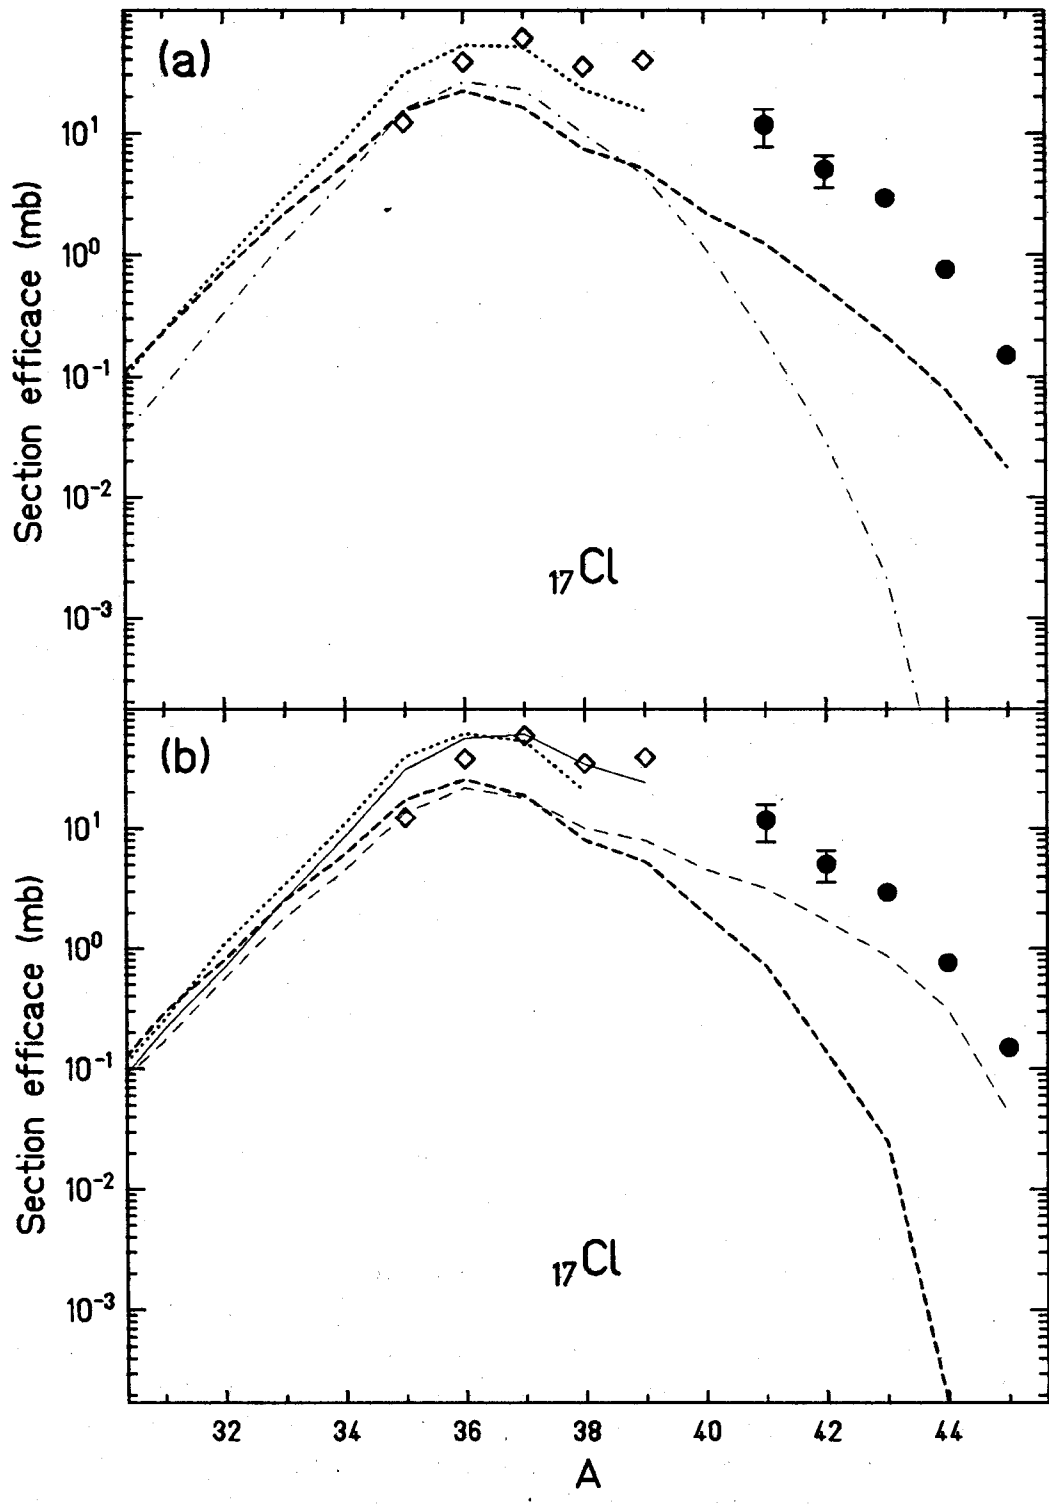 (a)
10¹
10⁰
10⁻¹
10⁻²
10⁻³
Section efficace (mb)
₁₇Cl
(b)
10¹
10⁰
10⁻¹
10⁻²
10⁻³
Section efficace (mb)
₁₇Cl
32 34 36 38 40 42 44
A